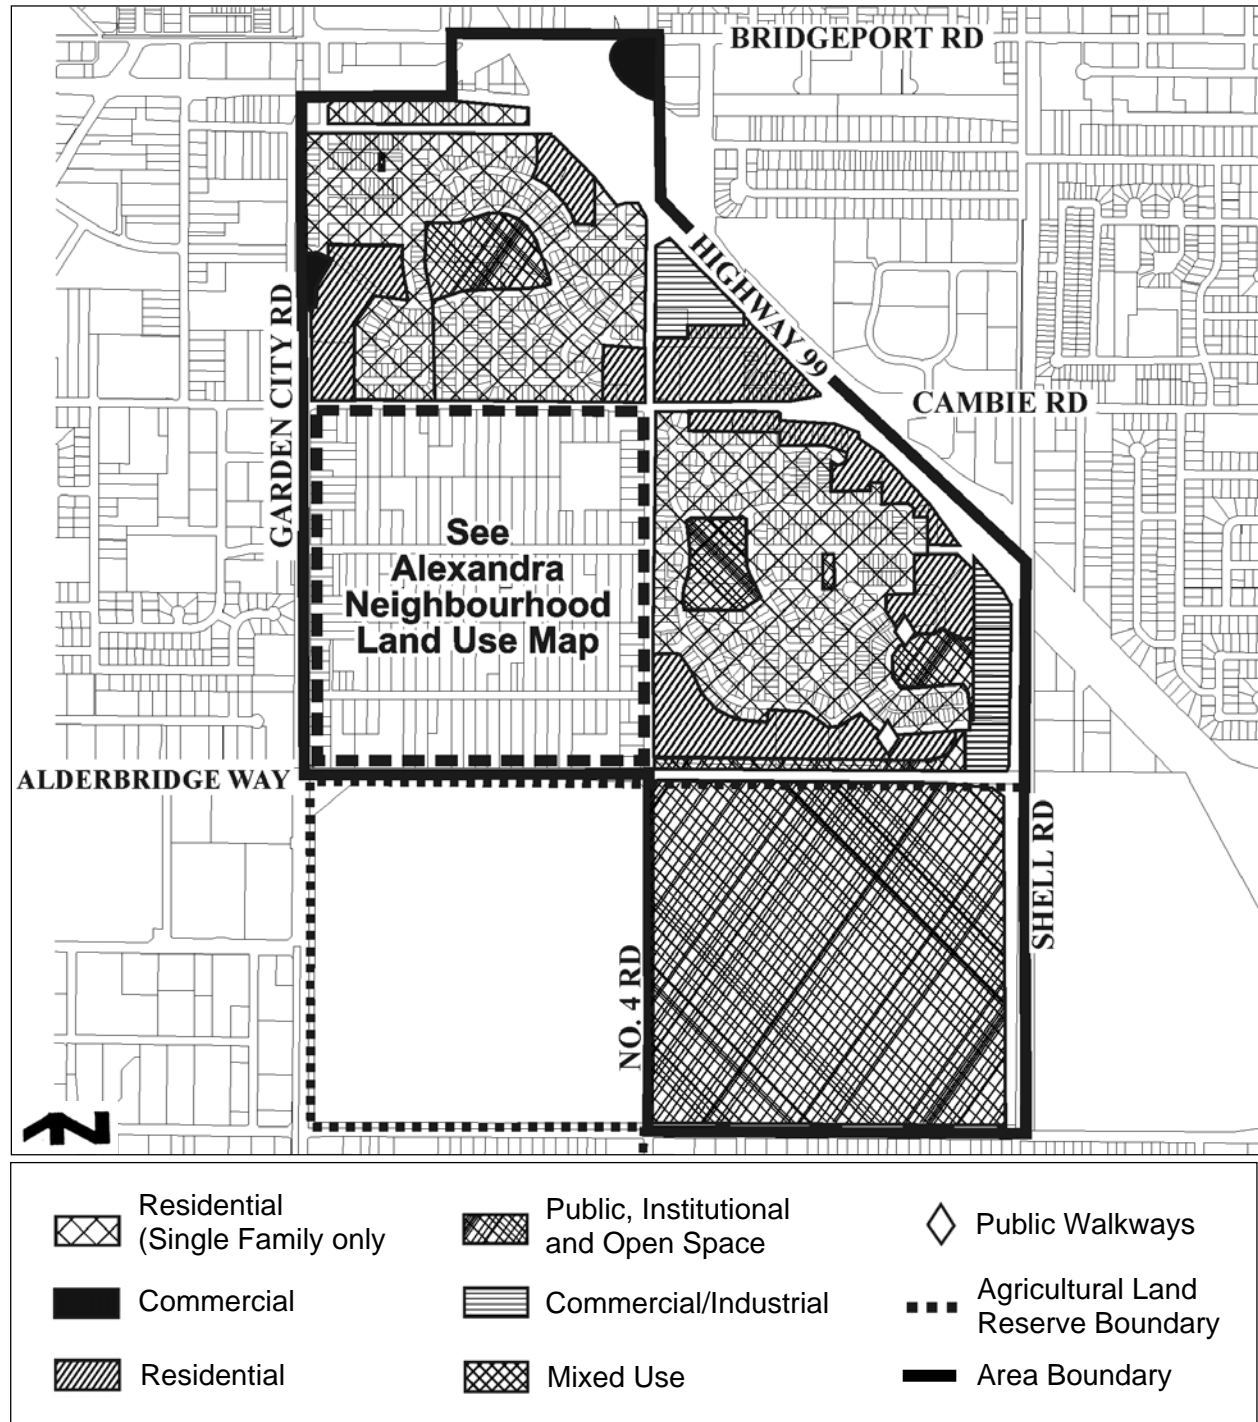 BRIDGEPORT RD
HIGHWAY 99
GARDEN CITY RD
CAMBIE RD
See
Alexandra
Neighbourhood
Land Use Map
ALDERBRIDGE WAY
NO. 4 RD
SHELL RD
N
Residential
(Single Family only
Public, Institutional
and Open Space
Public Walkways
Commercial
Commercial/Industrial
Agricultural Land
Reserve Boundary
Residential
Mixed Use
Area Boundary